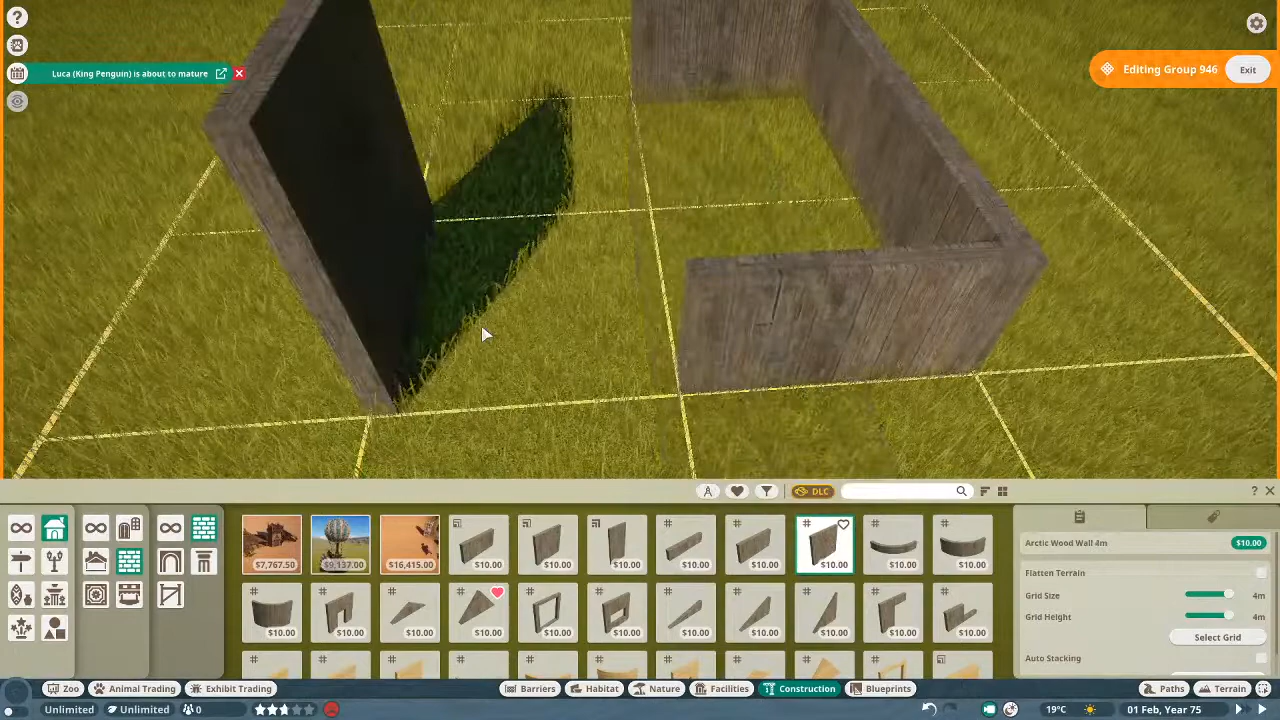 ?
Luca (King Penguin) is about to mature
Editing Group 946
Exit
DLC
?
$7,767.50
$9,137.00
$16,415.00
$10.00
$10.00
$10.00
$10.00
$10.00
$10.00
$10.00
$10.00
Arctic Wood Wall 4m
$10.00
Flatten Terrain
Grid Size
4m
Grid Height
4m
Select Grid
Auto Stacking
$10.00
$10.00
$10.00
$10.00
$10.00
$10.00
$10.00
$10.00
$10.00
$10.00
$10.00
Zoo
Animal Trading
Exhibit Trading
Barriers
Habitat
Nature
Facilities
Construction
Blueprints
Paths
Terrain
Unlimited
Unlimited
0
19°C
01 Feb, Year 75